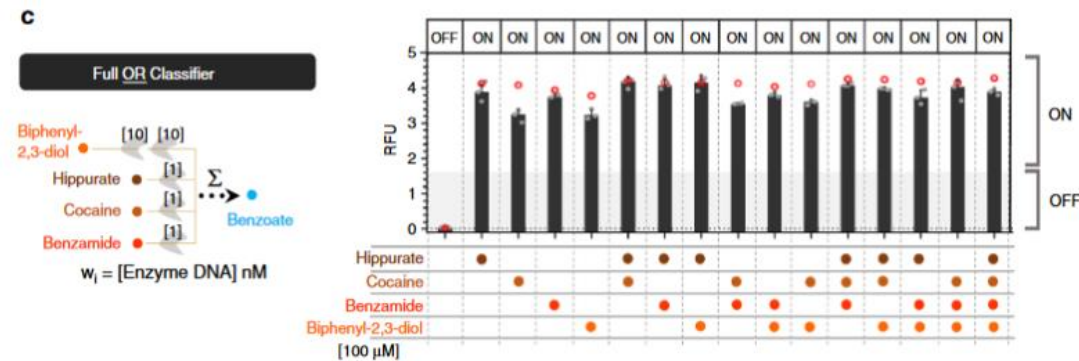 c
Full OR Classifier
Biphenyl-
2,3-diol
[10] [10]
Hippurate
[1]
Cocaine
[1]
Benzamide
[1]
Σ
Benzoate
wᵢ = [Enzyme DNA] nM
OFF ON ON ON ON ON ON ON ON ON ON ON ON ON ON ON
5
4
3
2
1
0
RFU
ON
OFF
Hippurate
Cocaine
Benzamide
Biphenyl-2,3-diol
[100 μM]